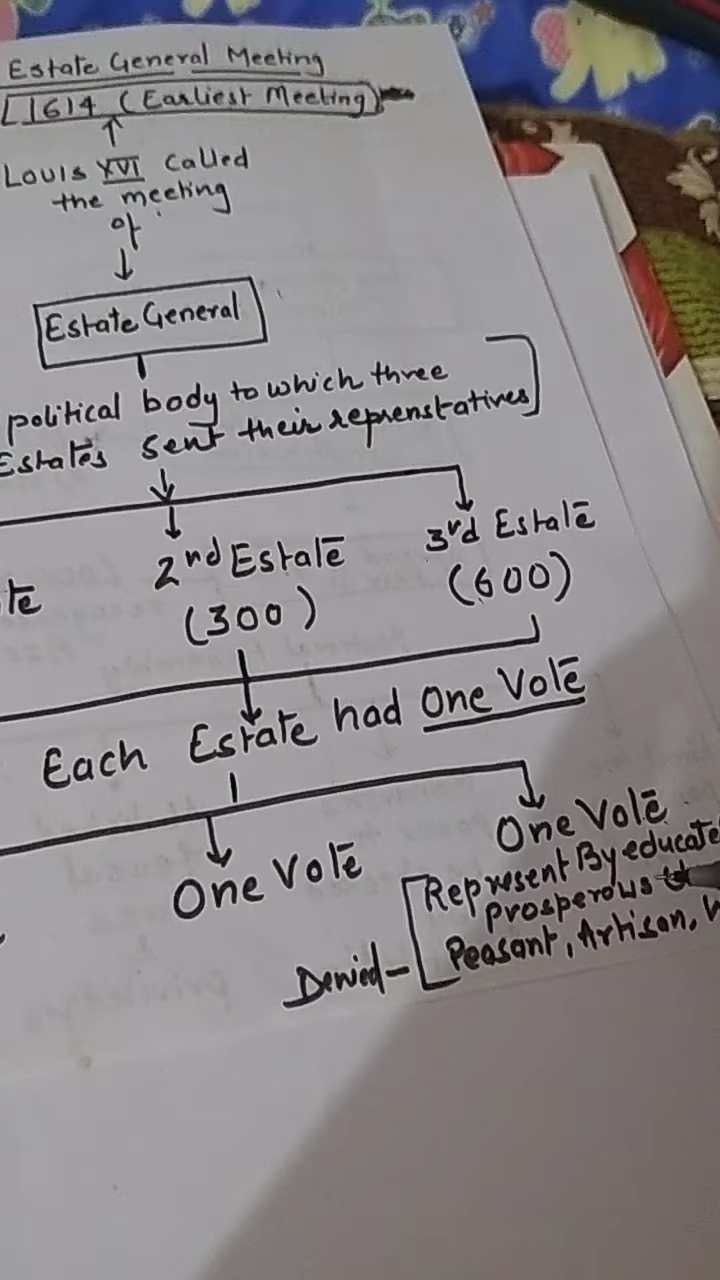 Estate General Meeting
1614 (Earliest Meeting)
Louis XVI called
the meeting
of
Estate General
political body to which three
Estates sent their reprenstatives
2nd Estate
3rd Estate
(300)
(600)
Each Estate had One Vote
One Vote
One Vote
Represent By educate
prosperous
Denied - Peasant, Artisan, W